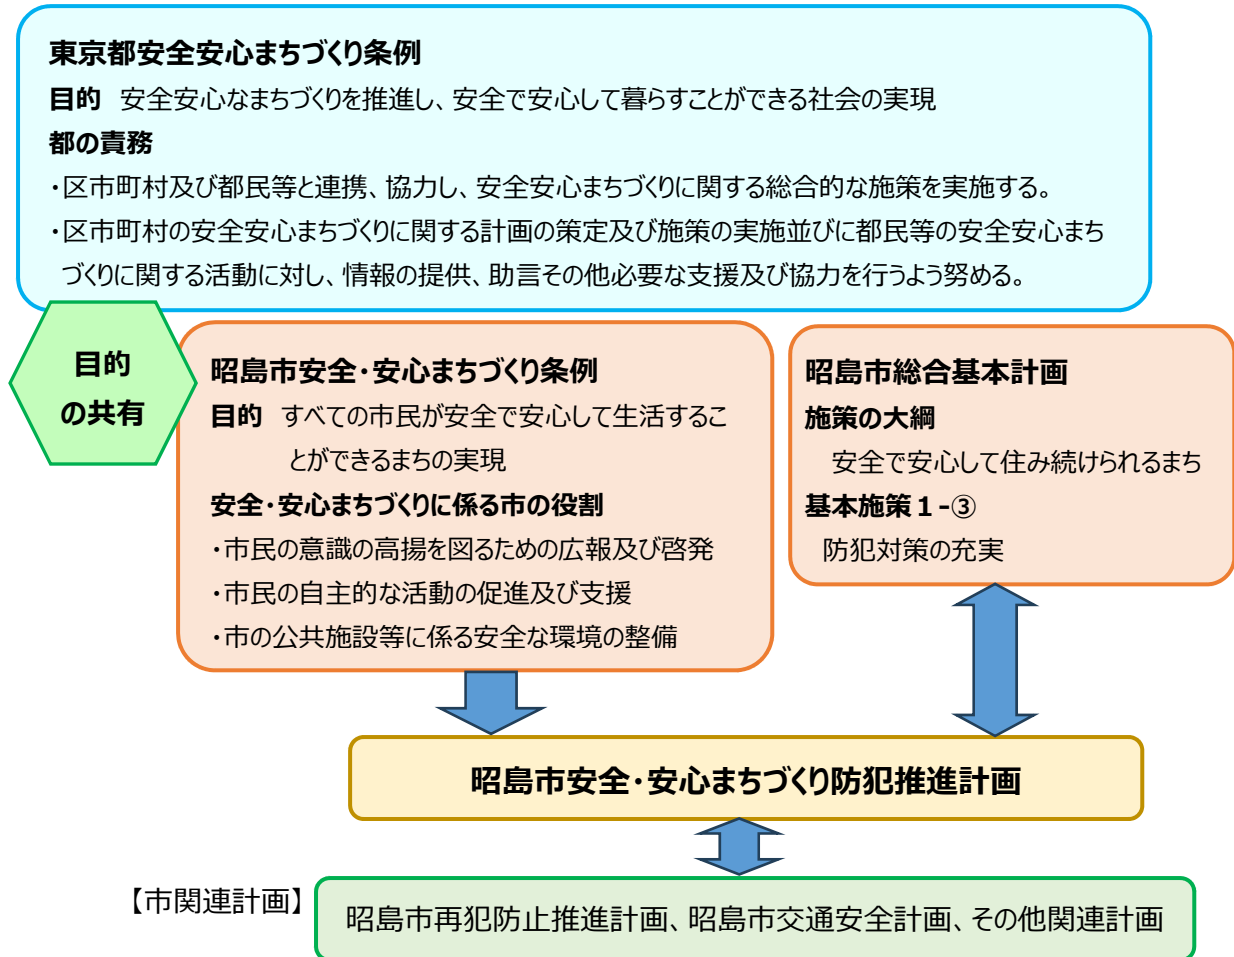 東京都安全安心まちづくり条例
目的 安全安心なまちづくりを推進し、安全で安心して暮らすことができる社会の実現
都の責務
・区市町村及び都民等と連携、協力し、安全安心まちづくりに関する総合的な施策を実施する。
・区市町村の安全安心まちづくりに関する計画の策定及び施策の実施並びに都民等の安全安心まち
づくりに関する活動に対し、情報の提供、助言その他必要な支援及び協力を行うよう努める。
目的
の共有
昭島市安全・安心まちづくり条例
目的 すべての市民が安全で安心して生活するこ
とができるまちの実現
安全・安心まちづくりに係る市の役割
・市民の意識の高揚を図るための広報及び啓発
・市民の自主的な活動の促進及び支援
・市の公共施設等に係る安全な環境の整備
昭島市総合基本計画
施策の大綱
安全で安心して住み続けられるまち
基本施策1-③
防犯対策の充実
昭島市安全・安心まちづくり防犯推進計画
【市関連計画】
昭島市再犯防止推進計画、昭島市交通安全計画、その他関連計画